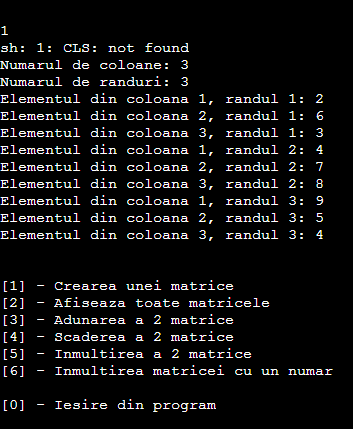 1
sh: 1: CLS: not found
Numarul de coloane: 3
Numarul de randuri: 3
Elementul din coloana 1, randul 1: 2
Elementul din coloana 2, randul 1: 6
Elementul din coloana 3, randul 1: 3
Elementul din coloana 1, randul 2: 4
Elementul din coloana 2, randul 2: 7
Elementul din coloana 3, randul 2: 8
Elementul din coloana 1, randul 3: 9
Elementul din coloana 2, randul 3: 5
Elementul din coloana 3, randul 3: 4
[1] - Crearea unei matrice
[2] - Afiseaza toate matricele
[3] - Adunarea a 2 matrice
[4] - Scaderea a 2 matrice
[5] - Inmultirea a 2 matrice
[6] - Inmultirea matricei cu un numar
[0] - Iesire din program